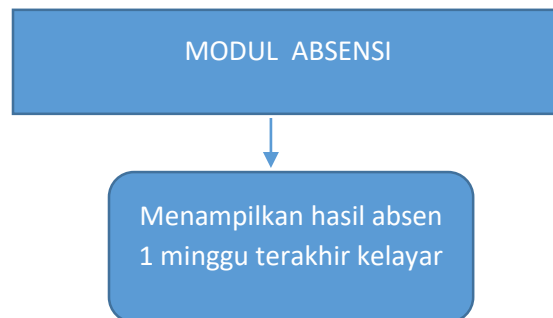 MODUL ABSENSI
Menampilkan hasil absen
1 minggu terakhir kelayar